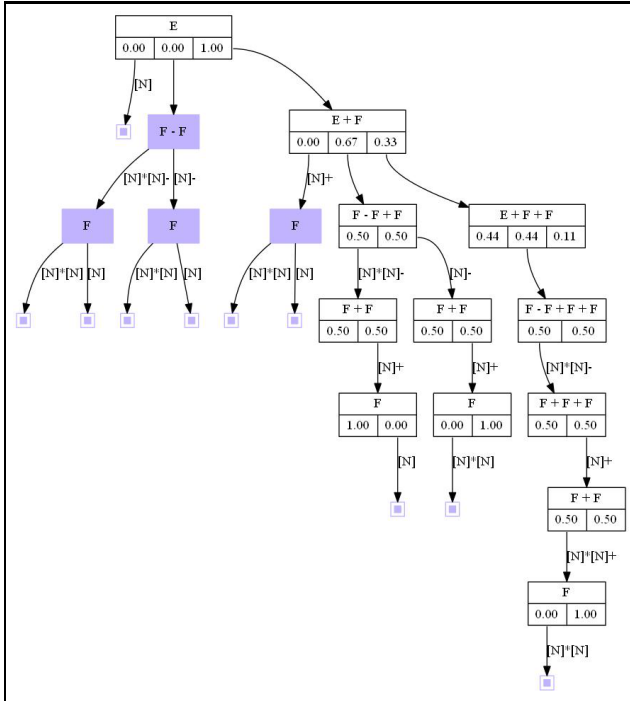 E
0.00 0.00 1.00
[N]
F - F
E + F
0.00 0.67 0.33
[N]*[N]- [N]- [N]+
F F F
F - F + F
0.50 0.50
E + F + F
0.44 0.44 0.11
[N]*[N] [N] [N]*[N] [N] [N]*[N] [N] [N]*[N]- [N]-
F + F
0.50 0.50
F + F
0.50 0.50
F - F + F + F
0.50 0.50
[N]+ [N]+ [N]*[N]-
F
1.00 0.00
F
0.00 1.00
F + F + F
0.50 0.50
[N] [N]*[N] [N]+
F + F
0.50 0.50
[N]*[N]+
F
0.00 1.00
[N]*[N]